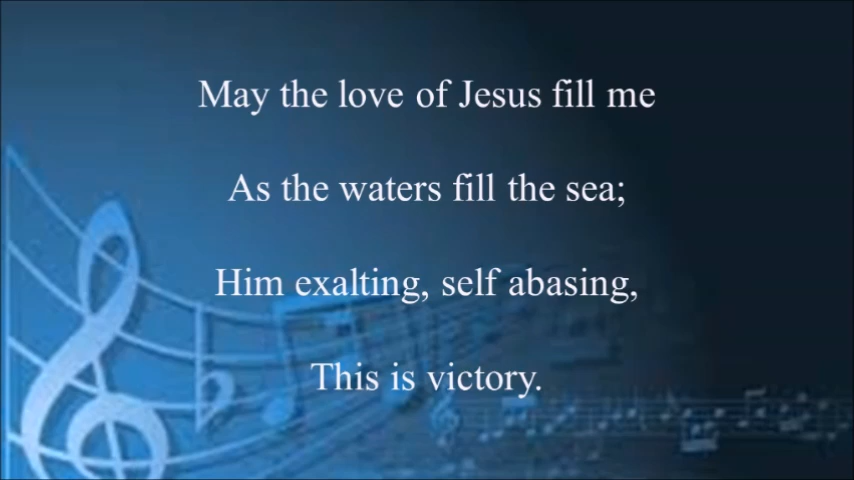 May the love of Jesus fill me
As the waters fill the sea;
Him exalting, self abasing,
This is victory.